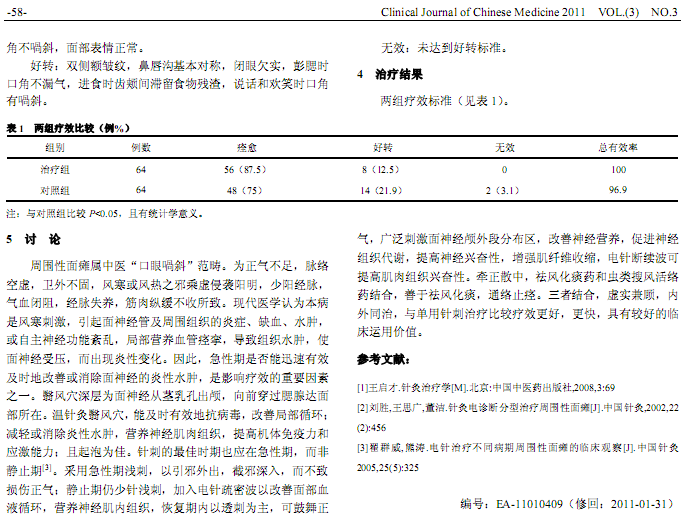 -58-
Clinical Journal of Chinese Medicine 2011 VOL.(3) NO.3
角不喎斜，面部表情正常。
好转：双侧额皱纹，鼻唇沟基本对称，闭眼欠实，彭腮时
口角不漏气，进食时齿颊间滞留食物残渣，说话和欢笑时口角
有喎斜。
无效：未达到好转标准。
4 治疗结果
两组疗效标准（见表 1）。
表 1 两组疗效比较（例%）
组别 例数 痊愈 好转 无效 总有效率
治疗组 64 56（87.5） 8（12.5） 0 100
对照组 64 48（75） 14（21.9） 2（3.1） 96.9
注：与对照组比较 P<0.05，且有统计学意义。
5 讨 论
周围性面瘫属中医“口眼喎斜”范畴。为正气不足，脉络
空虚，卫外不固，风寒或风热之邪乘虚侵袭阳明，少阳经脉，
气血闭阻，经脉失养，筋肉纵缓不收所致。现代医学认为本病
是风寒刺激，引起面神经管及周围组织的炎症、缺血、水肿，
或自主神经功能紊乱，局部营养血管痉挛，导致组织水肿，使
面神经受压，而出现炎性变化。因此，急性期是否能迅速有效
及时地改善或消除面神经的炎性水肿，是影响疗效的重要因素
之一。翳风穴深层为面神经从茎乳孔出颅，向前穿过腮腺达面
部所在。温针灸翳风穴，能及时有效地抗病毒，改善局部循环；
减轻或消除炎性水肿，营养神经肌肉组织，提高机体免疫力和
应激能力；且起泡为佳。针刺的最佳时期也应在急性期，而非
静止期[3]。采用急性期浅刺，以引邪外出，截邪深入，而不致
损伤正气；静止期仍少针浅刺，加入电针疏密波以改善面部血
液循环，营养神经肌内组织，恢复期内以透刺为主，可鼓舞正
气，广泛刺激面神经颅外段分布区，改善神经营养，促进神经
组织代谢，提高神经兴奋性，增强肌纤维收缩，电针断续波可
提高肌肉组织兴奋性。牵正散中，祛风化痰药和虫类搜风活络
药结合，善于祛风化痰，通络止痉。三者结合，虚实兼顾，内
外同治，与单用针刺治疗比较疗效更好，更快，具有较好的临
床运用价值。
参考文献：
[1]王启才.针灸治疗学[M].北京:中国中医药出版社,2008,3:69
[2]刘胜,王思广,董洁.针灸电诊断分型治疗周围性面瘫[J].中国针灸,2002,22
(2):456
[3]翟群威,熊涛.电针治疗不同病期周围性面瘫的临床观察[J].中国针灸
2005,25(5):325
编号：EA-11010409（修回：2011-01-31）